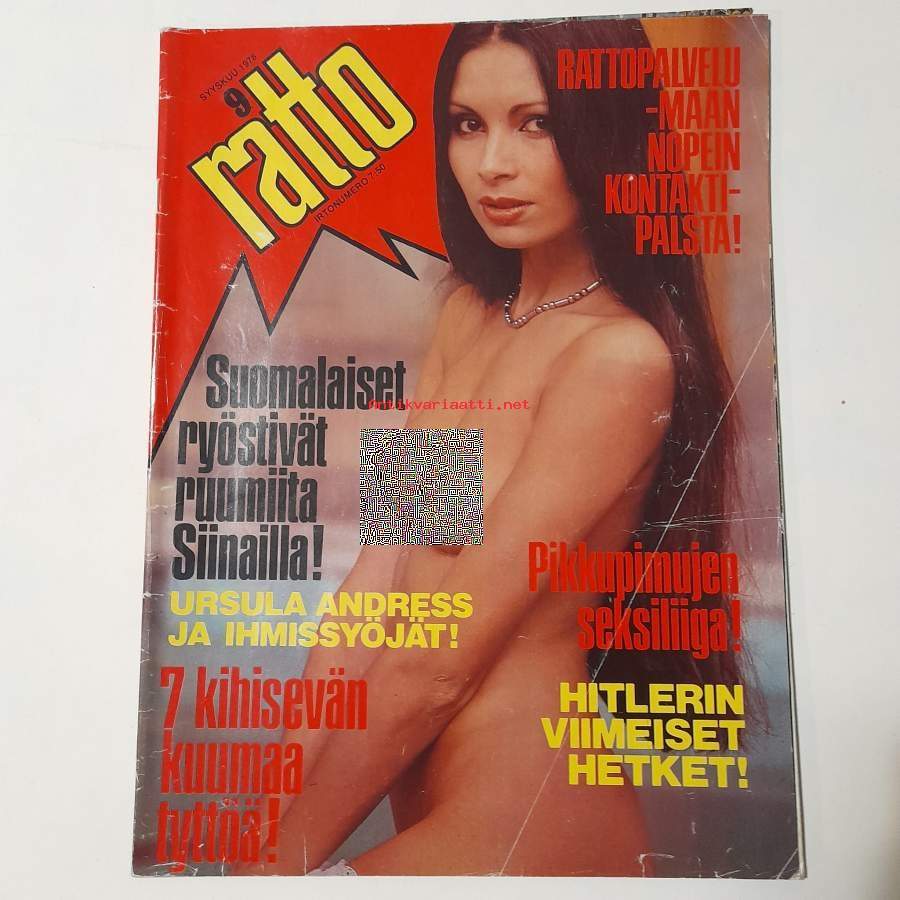 SYYSKUU 1978
9
ratto
IRTONUMERO 7:50
RATTOPALVELU
-MAAN
NOPEIN
KONTAKTI-
PALSTA!
Suomalaiset
ryöstivät
ruumiita
Siinailla!
Antikvariaatti.net
URSULA ANDRESS
JA IHMISSYÖJÄT!
7 kihisevän
kuumaa
tyttöä!
Pikkupimujen
seksiliiga!
HITLERIN
VIIMEISET
HETKET!